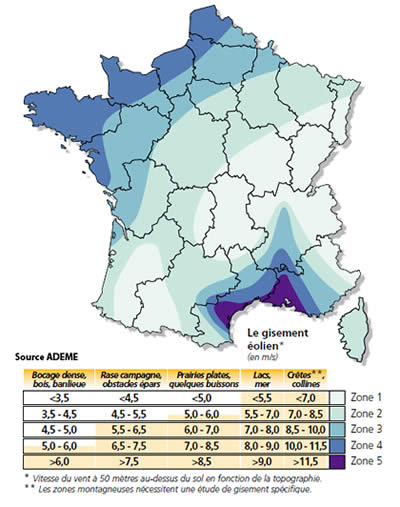 Le gisement
éolien*
(en m/s)
Source ADEME
Bocage dense, bois, banlieue Rase campagne, obstacles épars Prairies plates, quelques buissons Lacs, mer Crêtes**, collines
<3,5 <4,5 <5,0 <5,5 <7,0 Zone 1
3,5 - 4,5 4,5 - 5,5 5,0 - 6,0 5,5 - 7,0 7,0 - 8,5 Zone 2
4,5 - 5,0 5,5 - 6,5 6,0 - 7,0 7,0 - 8,0 8,5 - 10,0 Zone 3
5,0 - 6,0 6,5 - 7,5 7,0 - 8,5 8,0 - 9,0 10,0 - 11,5 Zone 4
>6,0 >7,5 >8,5 >9,0 >11,5 Zone 5
* Vitesse du vent à 50 mètres au-dessus du sol en fonction de la topographie.
** Les zones montagneuses nécessitent une étude de gisement spécifique.